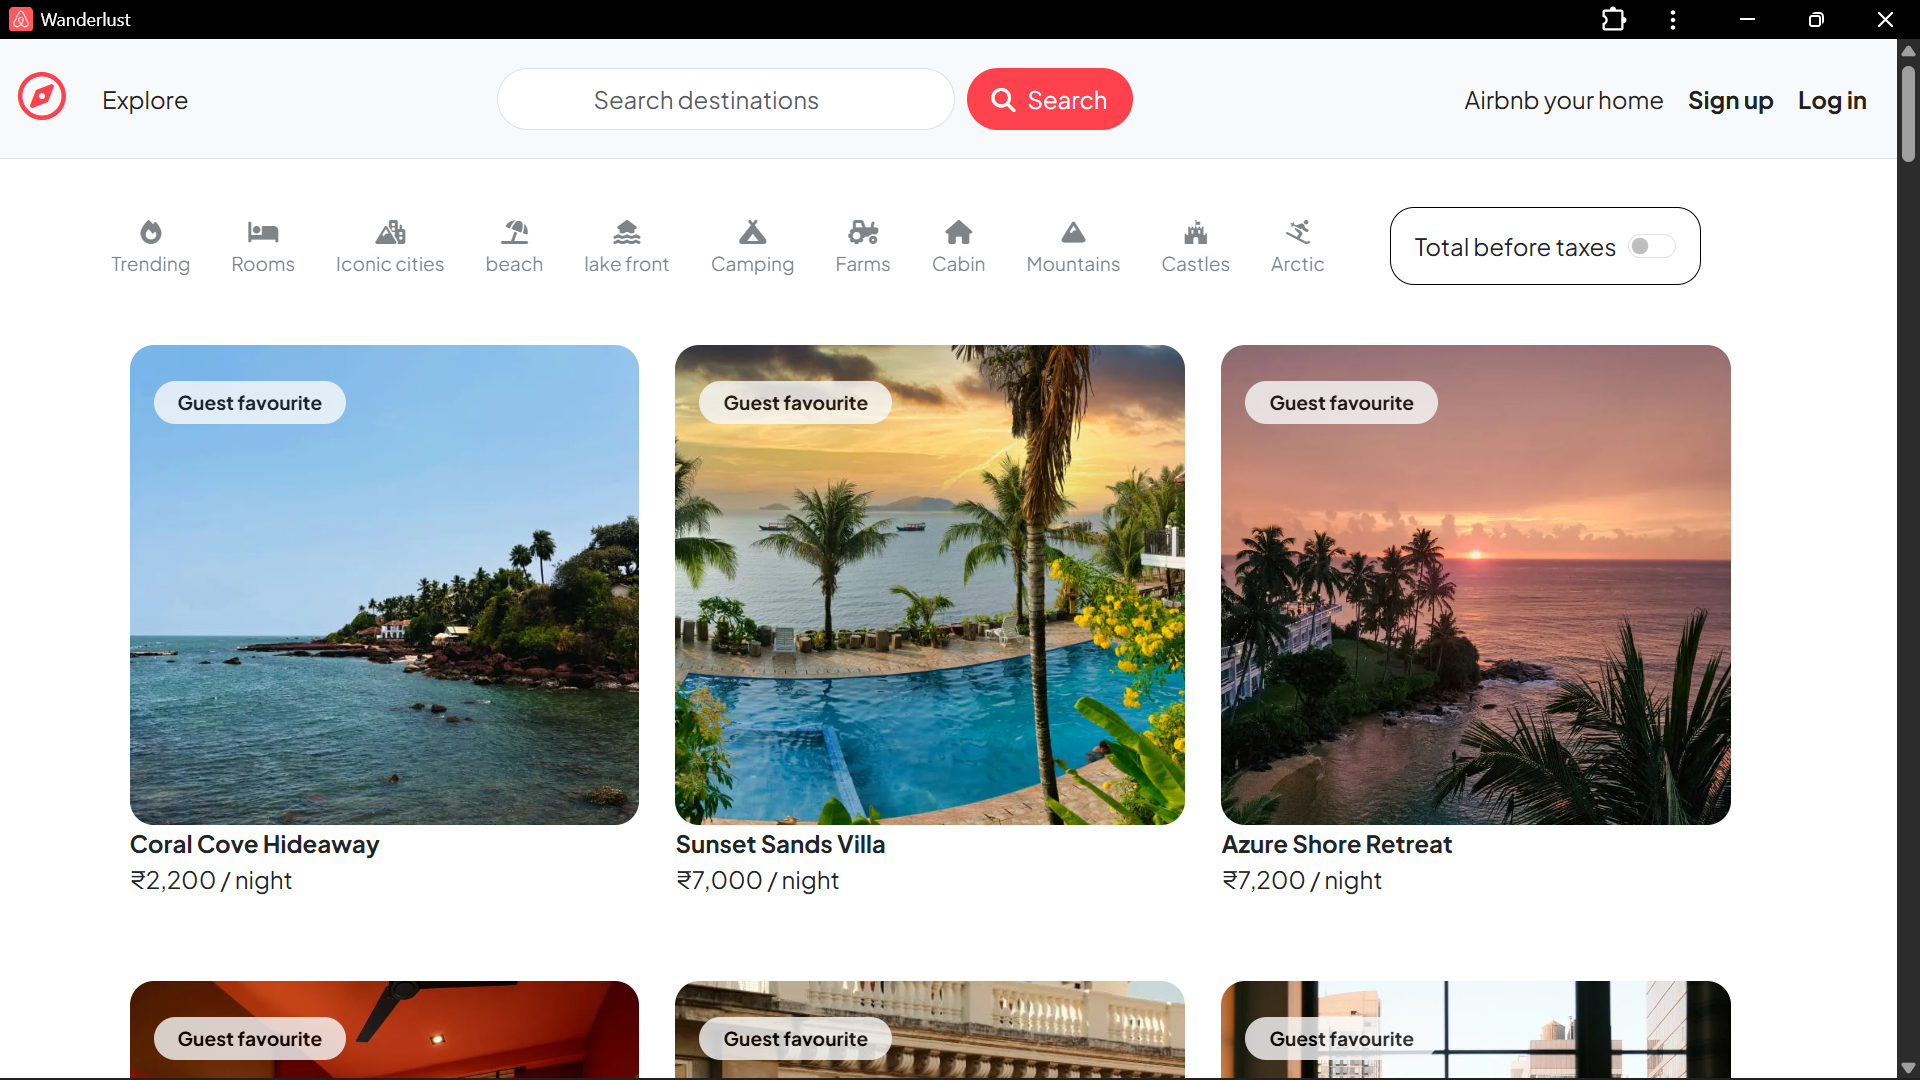 Wanderlust
Explore
Search destinations
Search
Airbnb your home
Sign up
Log in
Trending
Rooms
Iconic cities
beach
lake front
Camping
Farms
Cabin
Mountains
Castles
Arctic
Total before taxes
Guest favourite
Guest favourite
Guest favourite
Coral Cove Hideaway
₹2,200 / night
Sunset Sands Villa
₹7,000 / night
Azure Shore Retreat
₹7,200 / night
Guest favourite
Guest favourite
Guest favourite